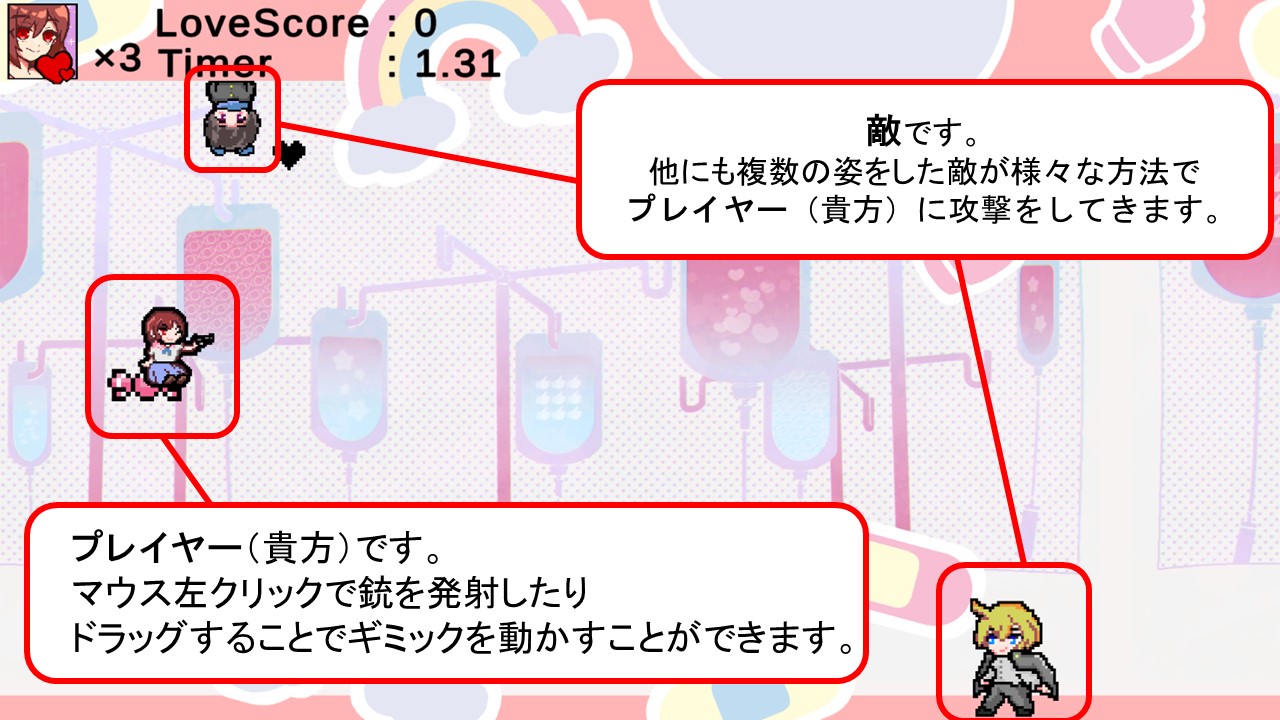 LoveScore : 0
×3 Timer : 1.31
敵です。
他にも複数の姿をした敵が様々な方法で
プレイヤー（貴方）に攻撃をしてきます。
プレイヤー（貴方）です。
マウス左クリックで銃を発射したり
ドラッグすることでギミックを動かすことができます。